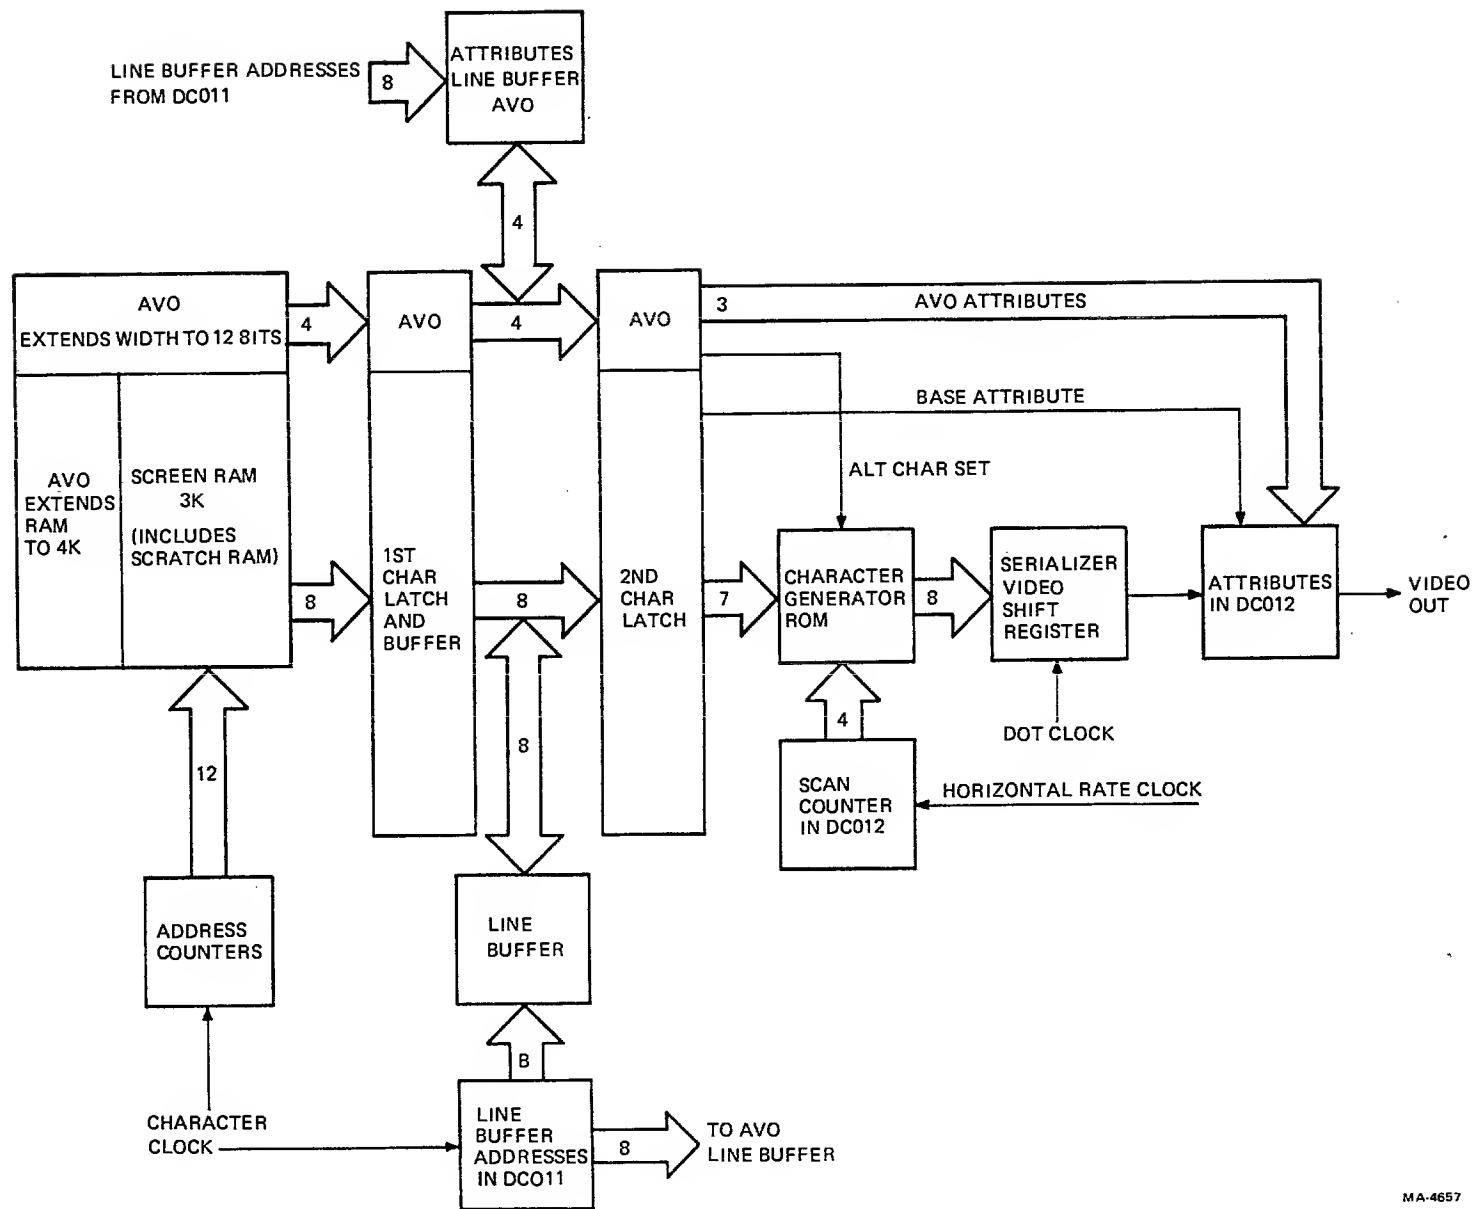 LINE BUFFER ADDRESSES
FROM DC011
8
ATTRIBUTES
LINE BUFFER
AVO
4
AVO
EXTENDS WIDTH TO 12 8ITS
4
AVO
4
AVO
3
AVO ATTRIBUTES
BASE ATTRIBUTE
ALT CHAR SET
AVO
EXTENDS
RAM
TO 4K
SCREEN RAM
3K
(INCLUDES
SCRATCH RAM)
8
1ST
CHAR
LATCH
AND
BUFFER
8
2ND
CHAR
LATCH
7
CHARACTER
GENERATOR
ROM
8
SERIALIZER
VIDEO
SHIFT
REGISTER
ATTRIBUTES
IN DC012
VIDEO
OUT
12
8
4
DOT CLOCK
SCAN
COUNTER
IN DC012
HORIZONTAL RATE CLOCK
ADDRESS
COUNTERS
LINE
BUFFER
B
CHARACTER
CLOCK
LINE
BUFFER
ADDRESSES
IN DC011
8
TO AVO
LINE BUFFER
MA-4657